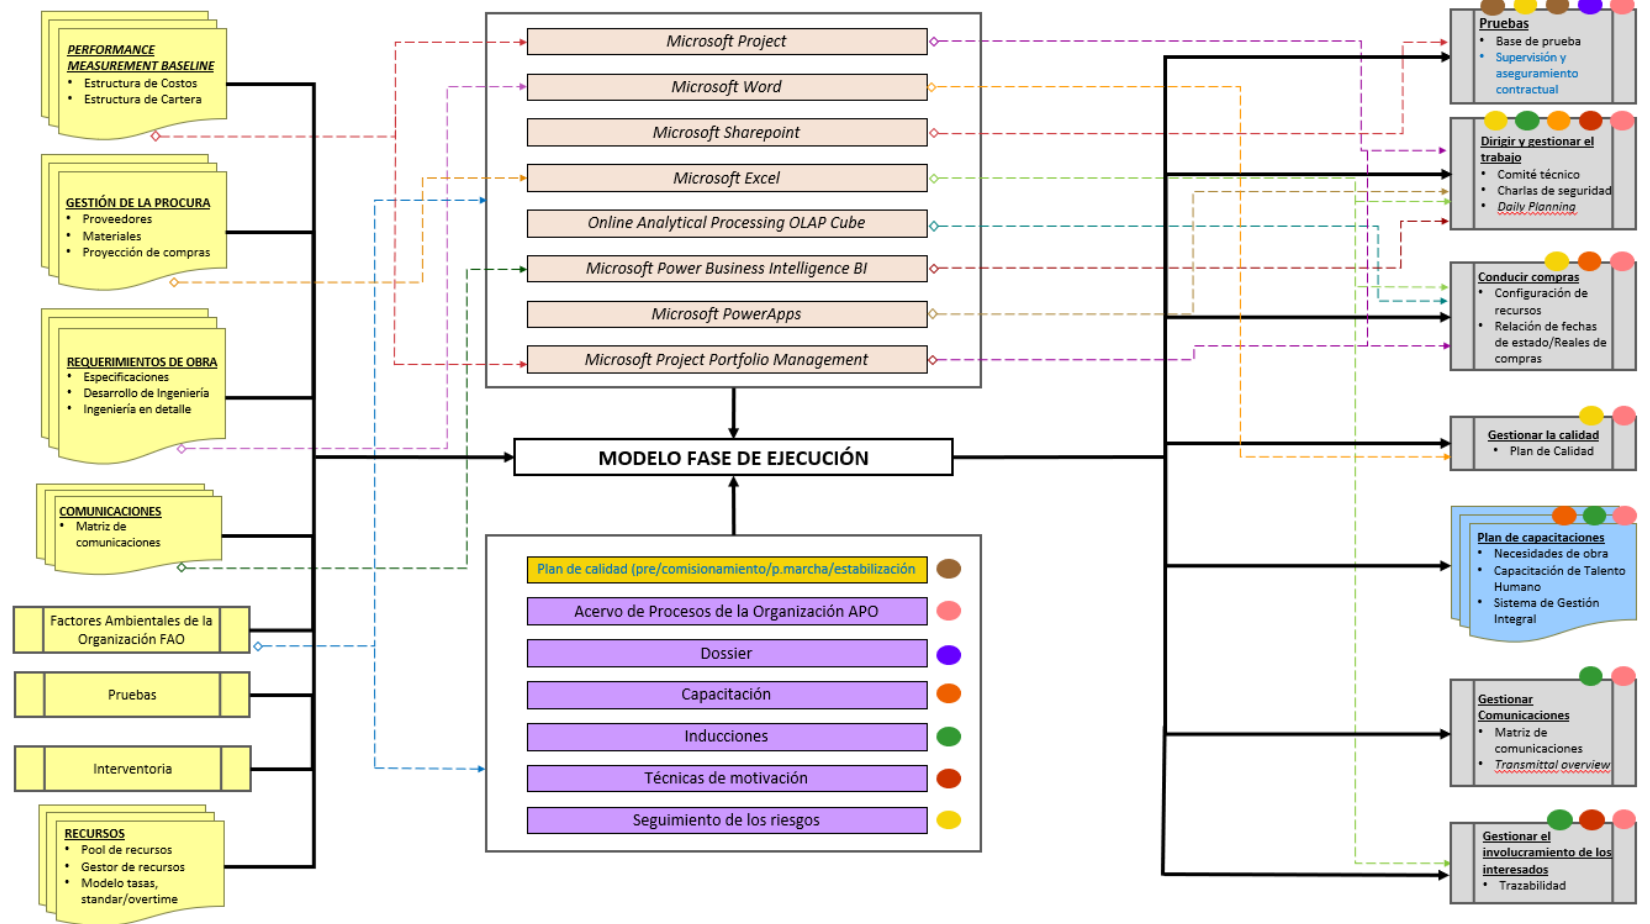 PERFORMANCE
MEASUREMENT BASELINE
• Estructura de Costos
• Estructura de Cartera
GESTIÓN DE LA PROCURA
• Proveedores
• Materiales
• Proyección de compras
REQUERIMIENTOS DE OBRA
• Especificaciones
• Desarrollo de Ingeniería
• Ingeniería en detalle
COMUNICACIONES
• Matriz de
comunicaciones
Factores Ambientales de la
Organización FAO
Pruebas
Interventoria
RECURSOS
• Pool de recursos
• Gestor de recursos
• Modelo tasas,
standar/overtime
Microsoft Project
Microsoft Word
Microsoft Sharepoint
Microsoft Excel
Online Analytical Processing OLAP Cube
Microsoft Power Business Intelligence BI
Microsoft PowerApps
Microsoft Project Portfolio Management
MODELO FASE DE EJECUCIÓN
Plan de calidad (pre/comisionamiento/p.marcha/estabilización
Acervo de Procesos de la Organización APO
Dossier
Capacitación
Inducciones
Técnicas de motivación
Seguimiento de los riesgos
Pruebas
• Base de prueba
• Supervisión y
aseguramiento
contractual
Dirigir y gestionar el
trabajo
• Comité técnico
• Charlas de seguridad
• Daily Planning
Conducir compras
• Configuración de
recursos
• Relación de fechas
de estado/Reales de
compras
Gestionar la calidad
• Plan de Calidad
Plan de capacitaciones
• Necesidades de obra
• Capacitación de Talento
Humano
• Sistema de Gestión
Integral
Gestionar
Comunicaciones
• Matriz de
comunicaciones
• Transmittal overview
Gestionar el
involucramiento de los
interesados
• Trazabilidad